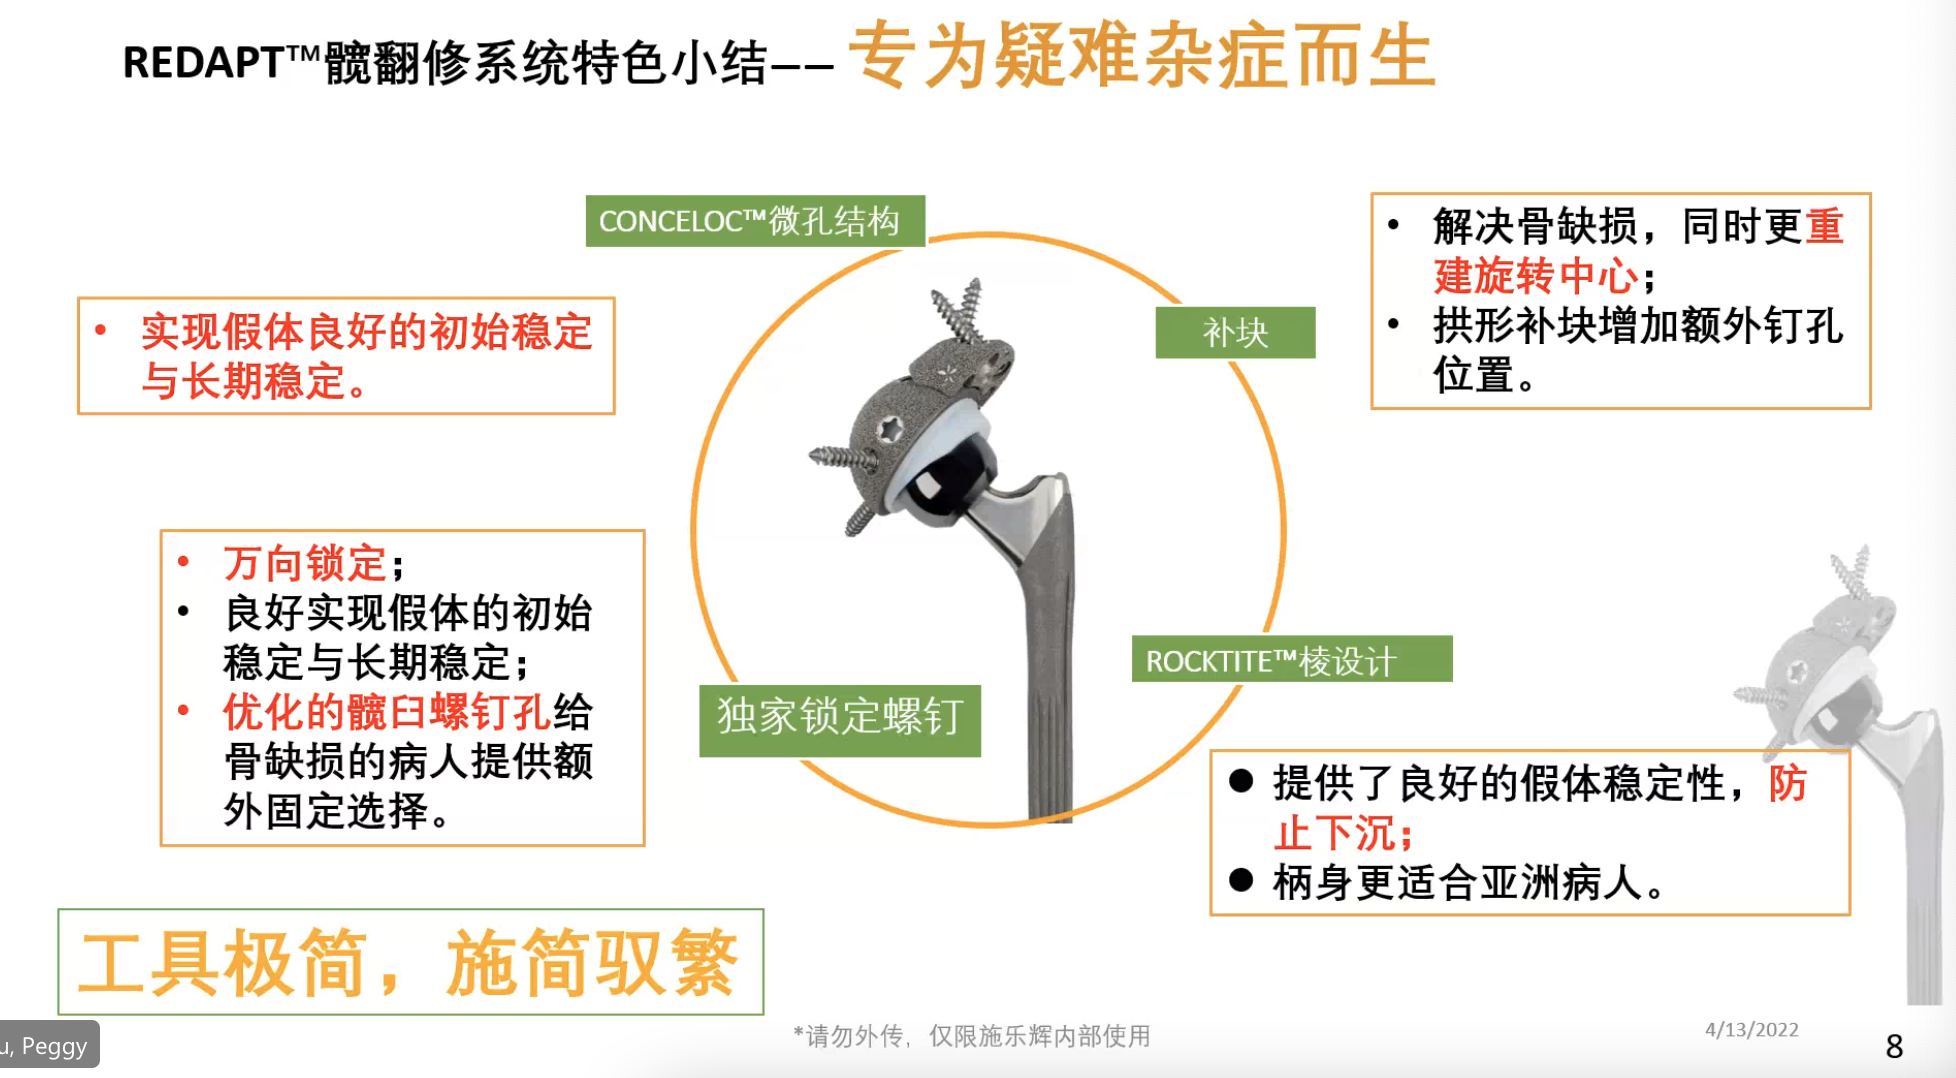 REDAPT™髋翻修系统特色小结——专为疑难杂症而生
CONCELOC™微孔结构
• 实现假体良好的初始稳定
与长期稳定。
补块
• 解决骨缺损，同时更重
建旋转中心；
• 拱形补块增加额外钉孔
位置。
• 万向锁定；
• 良好实现假体的初始
稳定与长期稳定；
• 优化的髋臼螺钉孔给
骨缺损的病人提供额
外固定选择。
独家锁定螺钉
ROCKTITE™棱设计
● 提供了良好的假体稳定性，防
止下沉；
● 柄身更适合亚洲病人。
工具极简，施简驭繁
u, Peggy
*请勿外传，仅限施乐辉内部使用
4/13/2022
8